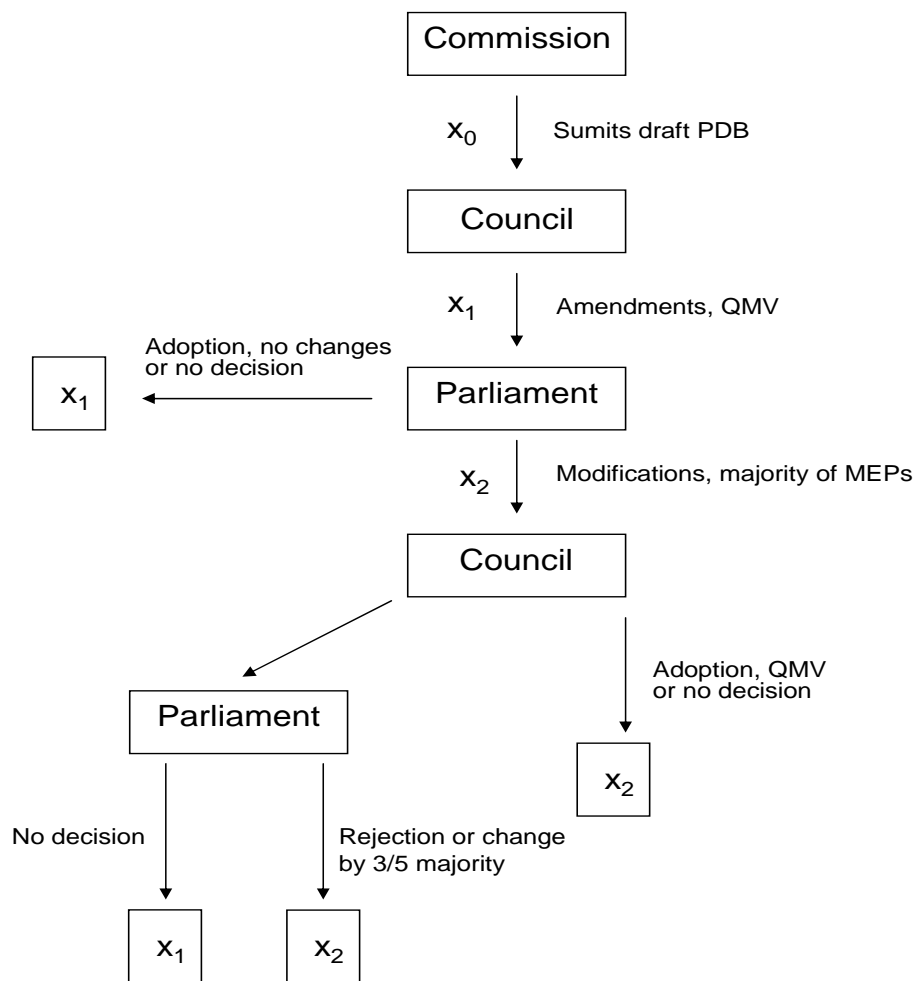 Commission
x₀
Sumits draft PDB
Council
x₁
Amendments, QMV
Adoption, no changes
or no decision
x₁
Parliament
x₂
Modifications, majority of MEPs
Council
Adoption, QMV
or no decision
Parliament
x₂
No decision
Rejection or change
by 3/5 majority
x₁
x₂